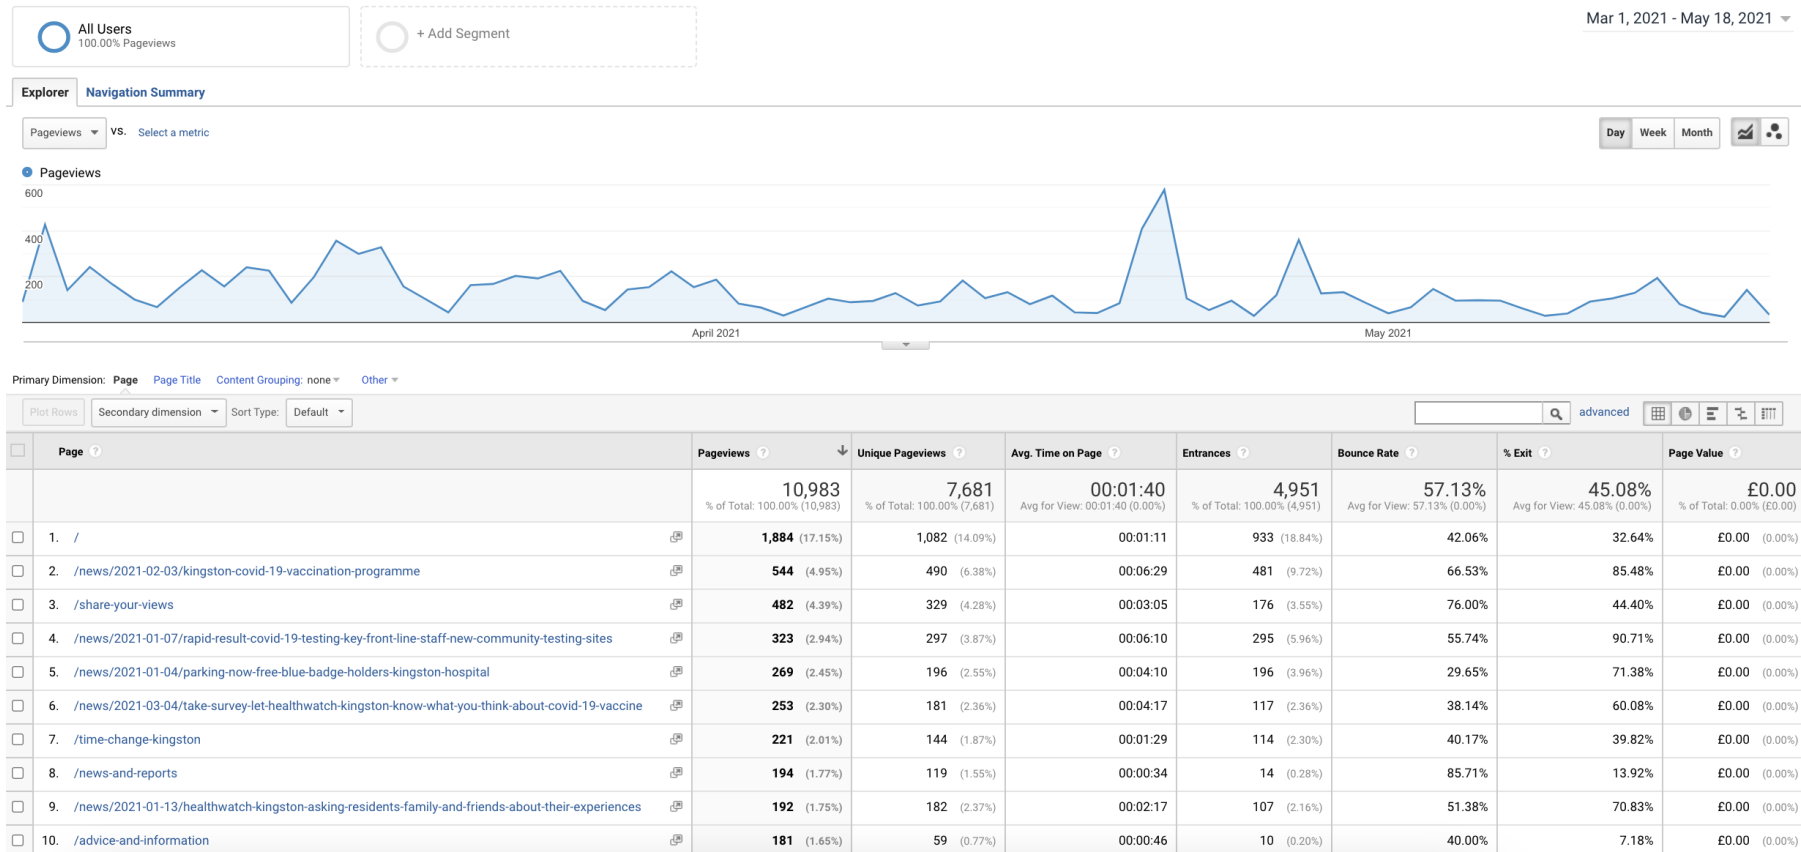 All Users
100.00% Pageviews
+ Add Segment
Mar 1, 2021 - May 18, 2021
Explorer
Navigation Summary
Pageviews
VS.
Select a metric
Day
Week
Month
Pageviews
600
400
200
April 2021
May 2021
Primary Dimension: Page Page Title Content Grouping: none Other
Plot Rows Secondary dimension Sort Type: Default advanced
Page ? Pageviews ? Unique Pageviews ? Avg. Time on Page ? Entrances ? Bounce Rate ? % Exit ? Page Value ?
10,983 7,681 00:01:40 4,951 57.13% 45.08% £0.00
% of Total: 100.00% (10,983) % of Total: 100.00% (7,681) Avg for View: 00:01:40 (0.00%) % of Total: 100.00% (4,951) Avg for View: 57.13% (0.00%) Avg for View: 45.08% (0.00%) % of Total: 0.00% (£0.00)
1. / 1,884 (17.15%) 1,082 (14.09%) 00:01:11 933 (18.84%) 42.06% 32.64% £0.00 (0.00%)
2. /news/2021-02-03/kingston-covid-19-vaccination-programme 544 (4.95%) 490 (6.38%) 00:06:29 481 (9.72%) 66.53% 85.48% £0.00 (0.00%)
3. /share-your-views 482 (4.39%) 329 (4.28%) 00:03:05 176 (3.55%) 76.00% 44.40% £0.00 (0.00%)
4. /news/2021-01-07/rapid-result-covid-19-testing-key-front-line-staff-new-community-testing-sites 323 (2.94%) 297 (3.87%) 00:06:10 295 (5.96%) 55.74% 90.71% £0.00 (0.00%)
5. /news/2021-01-04/parking-now-free-blue-badge-holders-kingston-hospital 269 (2.45%) 196 (2.55%) 00:04:10 196 (3.96%) 29.65% 71.38% £0.00 (0.00%)
6. /news/2021-03-04/take-survey-let-healthwatch-kingston-know-what-you-think-about-covid-19-vaccine 253 (2.30%) 181 (2.36%) 00:04:17 117 (2.36%) 38.14% 60.08% £0.00 (0.00%)
7. /time-change-kingston 221 (2.01%) 144 (1.87%) 00:01:29 114 (2.30%) 40.17% 39.82% £0.00 (0.00%)
8. /news-and-reports 194 (1.77%) 119 (1.55%) 00:00:34 14 (0.28%) 85.71% 13.92% £0.00 (0.00%)
9. /news/2021-01-13/healthwatch-kingston-asking-residents-family-and-friends-about-their-experiences 192 (1.75%) 182 (2.37%) 00:02:17 107 (2.16%) 51.38% 70.83% £0.00 (0.00%)
10. /advice-and-information 181 (1.65%) 59 (0.77%) 00:00:46 10 (0.20%) 40.00% 7.18% £0.00 (0.00%)